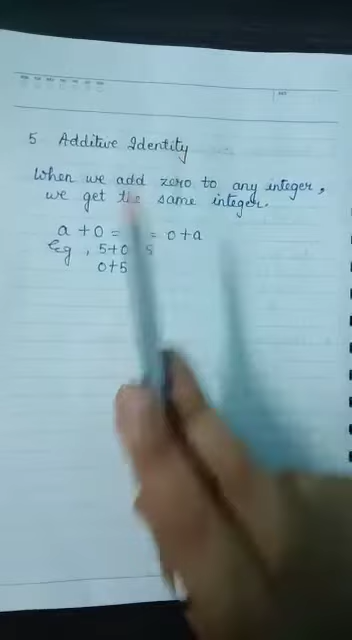 5 Additive Identity
When we add zero to any integer,
we get the same integer.
a + 0 = = 0 + a
Eg, 5+0 5
0+5